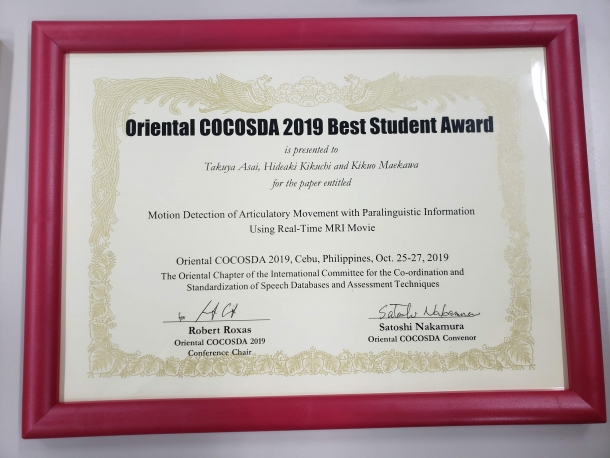 Oriental COCOSDA 2019 Best Student Award
is presented to
Takuya Asai, Hideaki Kikuchi and Kikuo Maekawa
for the paper entitled
Motion Detection of Articulatory Movement with Paralinguistic Information
Using Real-Time MRI Movie
Oriental COCOSDA 2019, Cebu, Philippines, Oct. 25-27, 2019
The Oriental Chapter of the International Committee for the Co-ordination and
Standardization of Speech Databases and Assessment Techniques
Satoshi Nakamura
Robert Roxas
Oriental COCOSDA 2019
Conference Chair
Satoshi Nakamura
Oriental COCOSDA Convenor